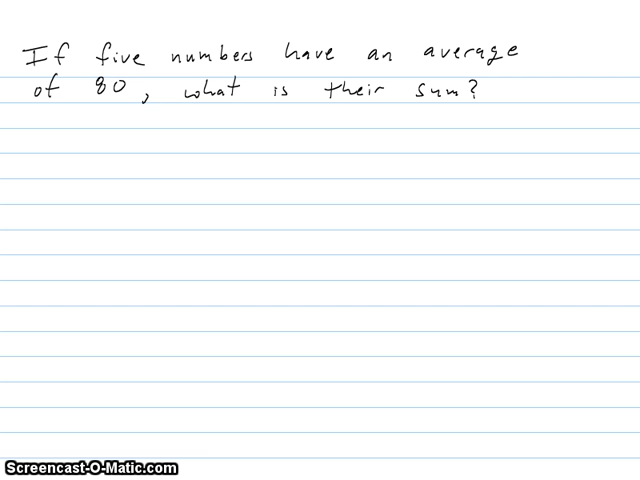 If five numbers have an average
of 80, what is their sum?
Screencast-O-Matic.com